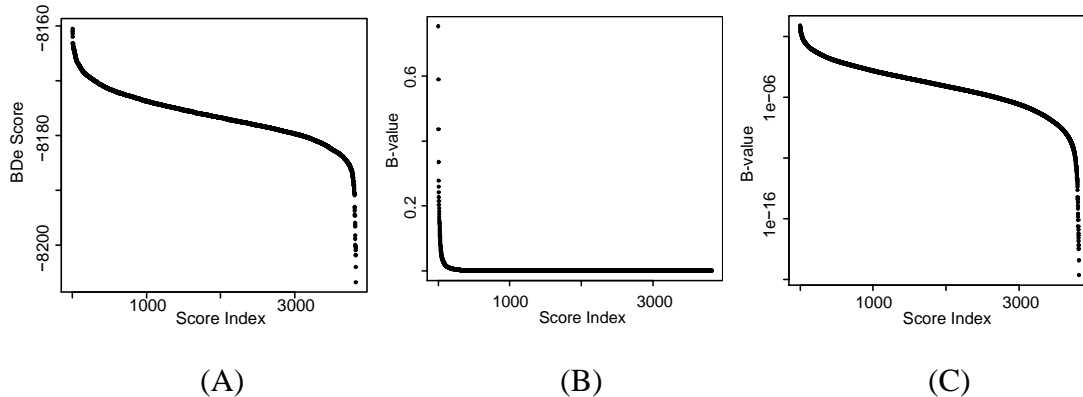 -8160
-8180
-8200
BDe Score
1000
3000
Score Index
(A)
0.6
0.2
B-value
1000
3000
Score Index
(B)
1e-06
1e-16
B-value
1000
3000
Score Index
(C)